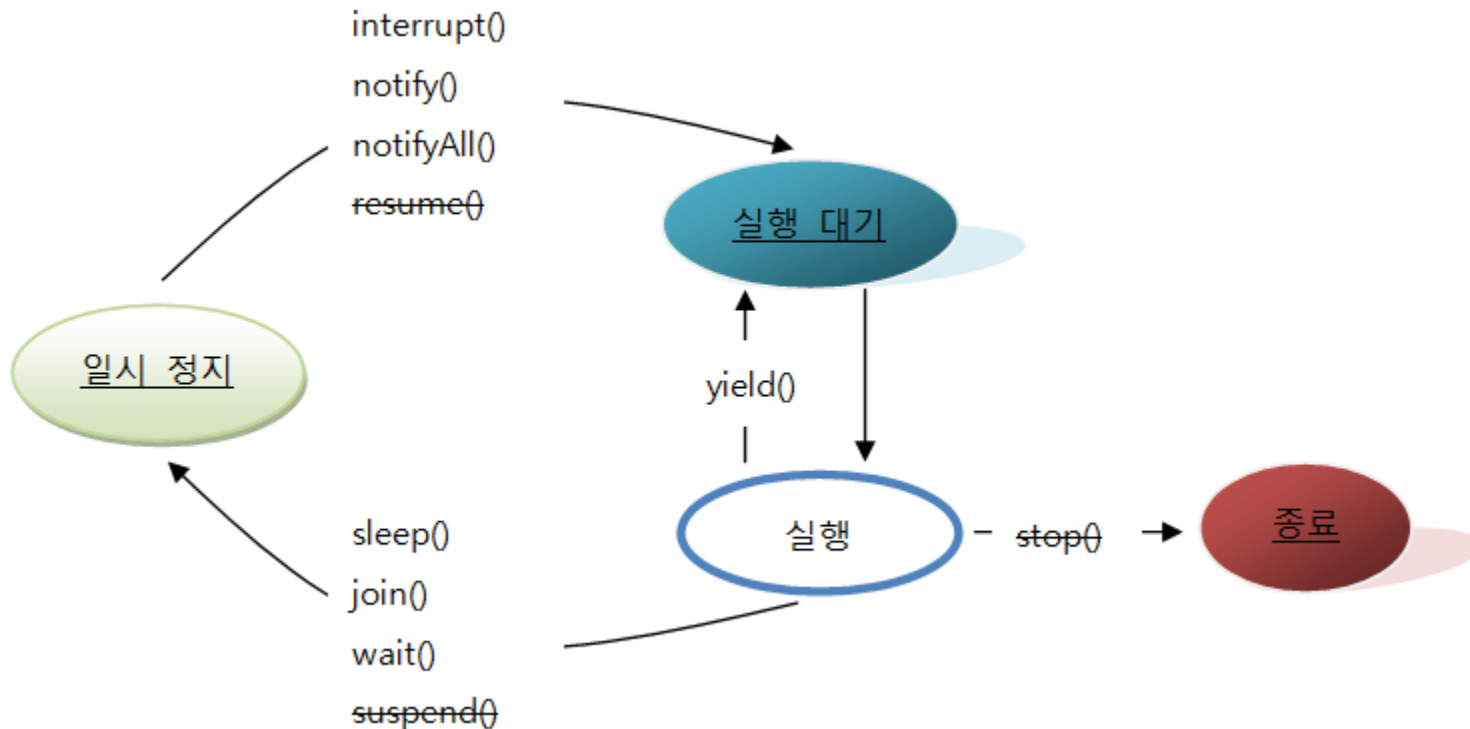 interrupt()
notify()
notifyAll()
resume()
실행 대기
일시 정지
yield()
sleep()
join()
wait()
suspend()
실행
stop()
종료